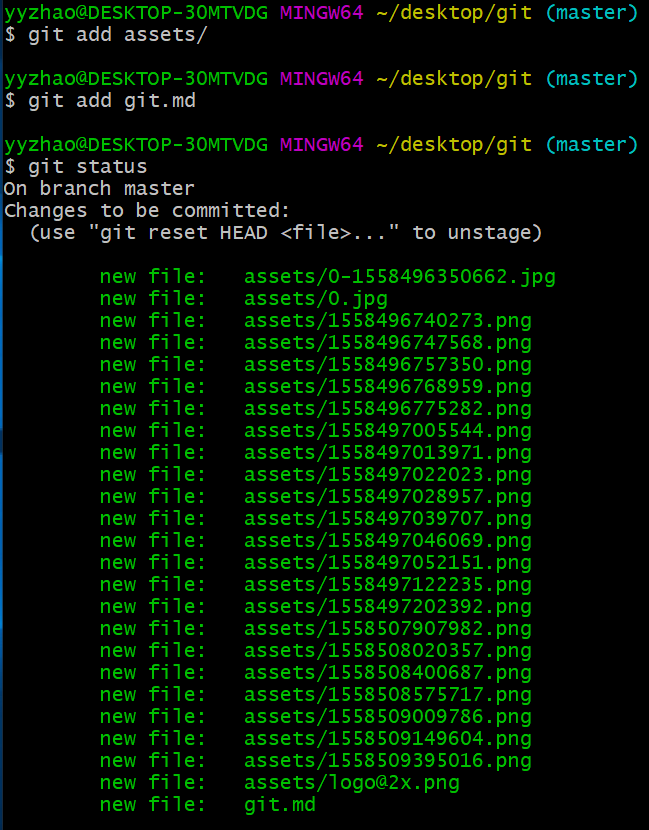 yyzhao@DESKTOP-3OMTVDG MINGW64 ~/desktop/git (master)
$ git add assets/
yyzhao@DESKTOP-3OMTVDG MINGW64 ~/desktop/git (master)
$ git add git.md
yyzhao@DESKTOP-3OMTVDG MINGW64 ~/desktop/git (master)
$ git status
On branch master
Changes to be committed:
  (use "git reset HEAD <file>..." to unstage)
        new file:   assets/0-1558496350662.jpg
        new file:   assets/0.jpg
        new file:   assets/1558496740273.png
        new file:   assets/1558496747568.png
        new file:   assets/1558496757350.png
        new file:   assets/1558496768959.png
        new file:   assets/1558496775282.png
        new file:   assets/1558497005544.png
        new file:   assets/1558497013971.png
        new file:   assets/1558497022023.png
        new file:   assets/1558497028957.png
        new file:   assets/1558497039707.png
        new file:   assets/1558497046069.png
        new file:   assets/1558497052151.png
        new file:   assets/1558497122235.png
        new file:   assets/1558497202392.png
        new file:   assets/1558507907982.png
        new file:   assets/1558508020357.png
        new file:   assets/1558508400687.png
        new file:   assets/1558508575717.png
        new file:   assets/1558509009786.png
        new file:   assets/1558509149604.png
        new file:   assets/1558509395016.png
        new file:   assets/logo@2x.png
        new file:   git.md